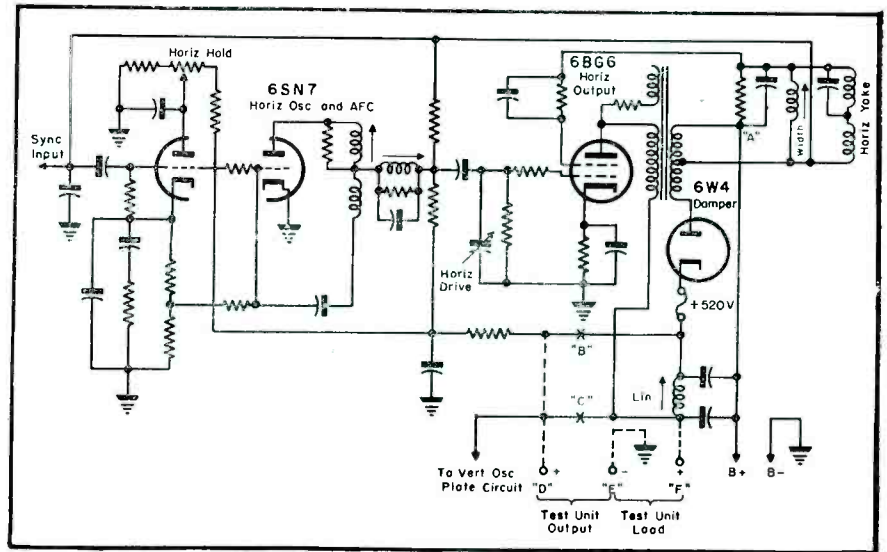 Horiz Hold
6SN7
Horiz Osc and AFC
Sync
Input
6BG6
Horiz
Output
"A"
Width
Horiz Yoke
6W4
Damper
Horiz
Drive
+520V
"B"
Lin
"C"
To Vert Osc
Plate Circuit
+
-
+
"D"
"E"
"F"
B+
B-
Test Unit
Output
Test Unit
Load